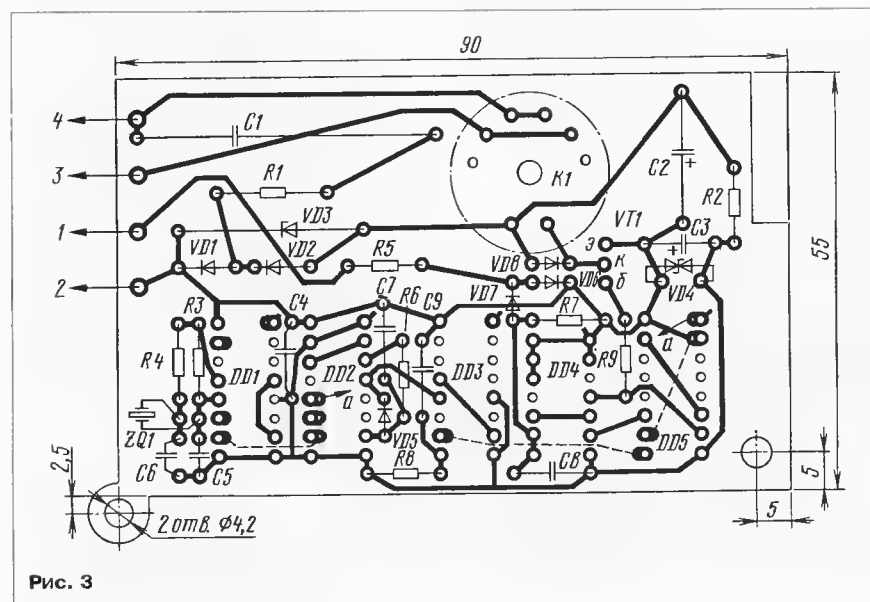 90
4
C1
3
R1
K1
C2
R2
1
VD3
VT1
C3
э
VD1
VD2
R5
VD8
к
2
VD7
VD6
б
VD4
R3
C4
C7
R6
C9
R7
R4
DD1
DD2
DD3
DD4
R9
а
а
ZQ1
VD5
DD5
C6
C5
R8
C8
55
2,5
5
5
2 отв. Ф4,2
Рис. 3